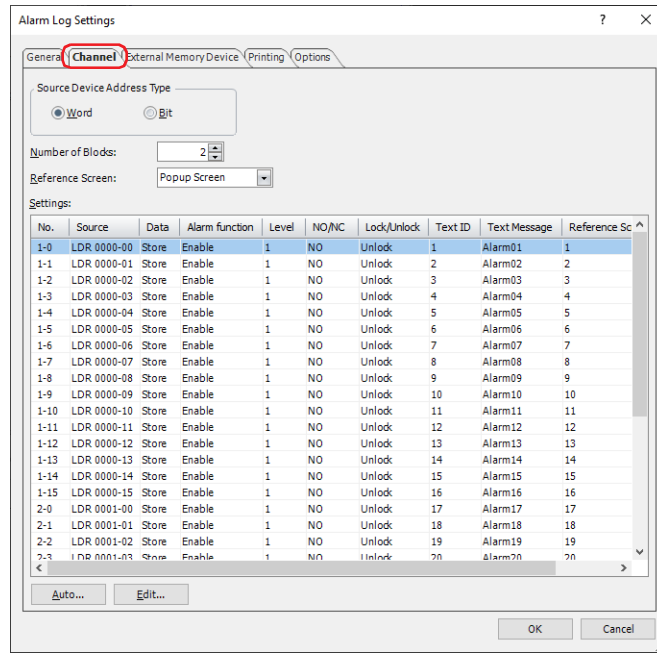 Alarm Log Settings ? ×
General Channel External Memory Device Printing Options
Source Device Address Type
Word Bit
Number of Blocks: 2
Reference Screen: Popup Screen
Settings:
No. Source Data Alarm function Level NO/NC Lock/Unlock Text ID Text Message Reference Sc
1-0 LDR 0000-00 Store Enable 1 NO Unlock 1 Alarm01 1
1-1 LDR 0000-01 Store Enable 1 NO Unlock 2 Alarm02 2
1-2 LDR 0000-02 Store Enable 1 NO Unlock 3 Alarm03 3
1-3 LDR 0000-03 Store Enable 1 NO Unlock 4 Alarm04 4
1-4 LDR 0000-04 Store Enable 1 NO Unlock 5 Alarm05 5
1-5 LDR 0000-05 Store Enable 1 NO Unlock 6 Alarm06 6
1-6 LDR 0000-06 Store Enable 1 NO Unlock 7 Alarm07 7
1-7 LDR 0000-07 Store Enable 1 NO Unlock 8 Alarm08 8
1-8 LDR 0000-08 Store Enable 1 NO Unlock 9 Alarm09 9
1-9 LDR 0000-09 Store Enable 1 NO Unlock 10 Alarm10 10
1-10 LDR 0000-10 Store Enable 1 NO Unlock 11 Alarm11 11
1-11 LDR 0000-11 Store Enable 1 NO Unlock 12 Alarm12 12
1-12 LDR 0000-12 Store Enable 1 NO Unlock 13 Alarm13 13
1-13 LDR 0000-13 Store Enable 1 NO Unlock 14 Alarm14 14
1-14 LDR 0000-14 Store Enable 1 NO Unlock 15 Alarm15 15
1-15 LDR 0000-15 Store Enable 1 NO Unlock 16 Alarm16 16
2-0 LDR 0001-00 Store Enable 1 NO Unlock 17 Alarm17 17
2-1 LDR 0001-01 Store Enable 1 NO Unlock 18 Alarm18 18
2-2 LDR 0001-02 Store Enable 1 NO Unlock 19 Alarm19 19
2-3 LDR 0001-03 Store Enable 1 NO Unlock 20 Alarm20 20
Auto... Edit...
OK Cancel